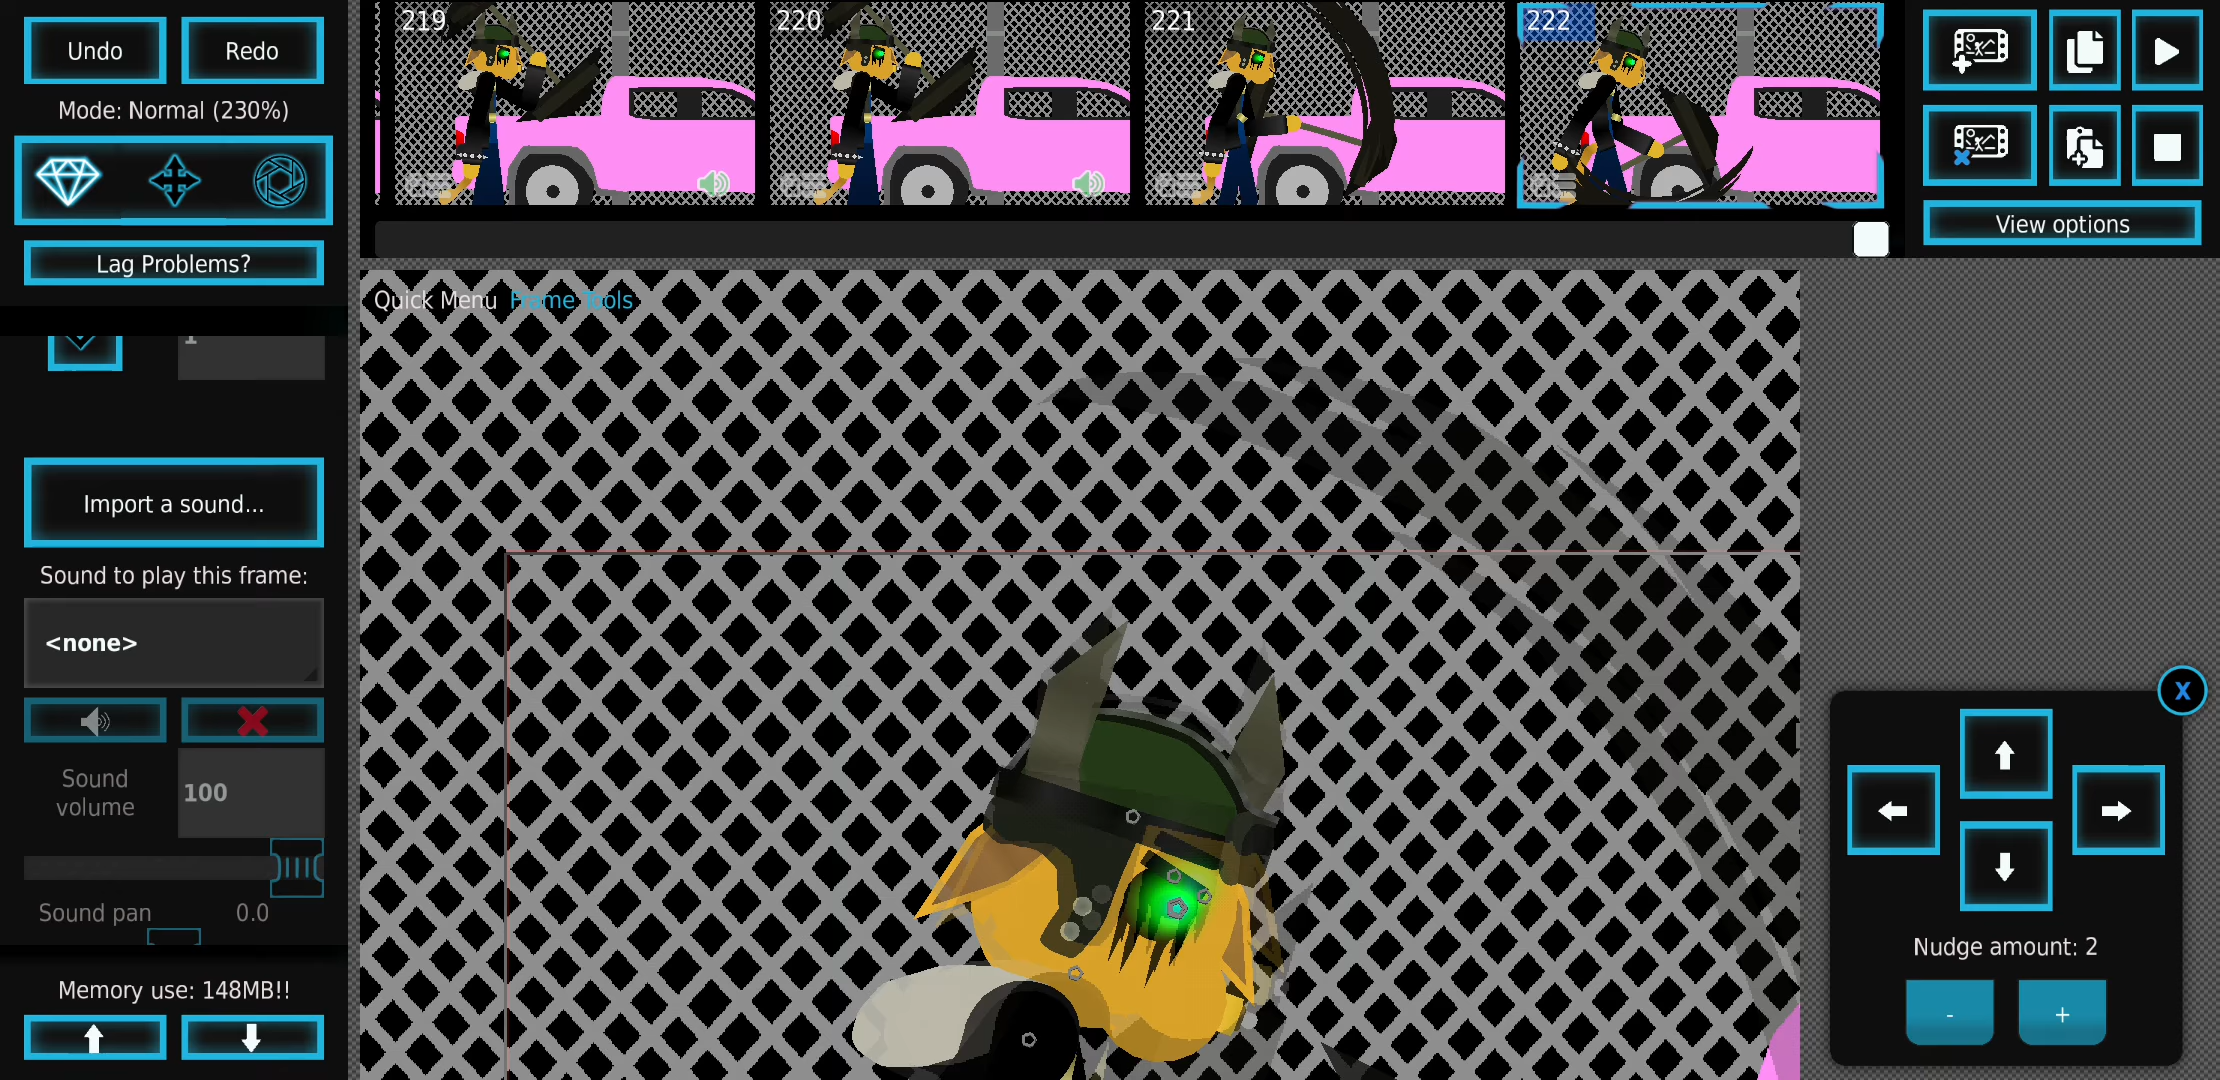 Undo
Redo
Mode: Normal (230%)
Lag Problems?
1
Import a sound...
Sound to play this frame:
<none>
Sound volume
100
Sound pan
0.0
Memory use: 148MB!!
219
220
221
222
View options
Quick Menu
Frame Tools
X
Nudge amount: 2
-
+